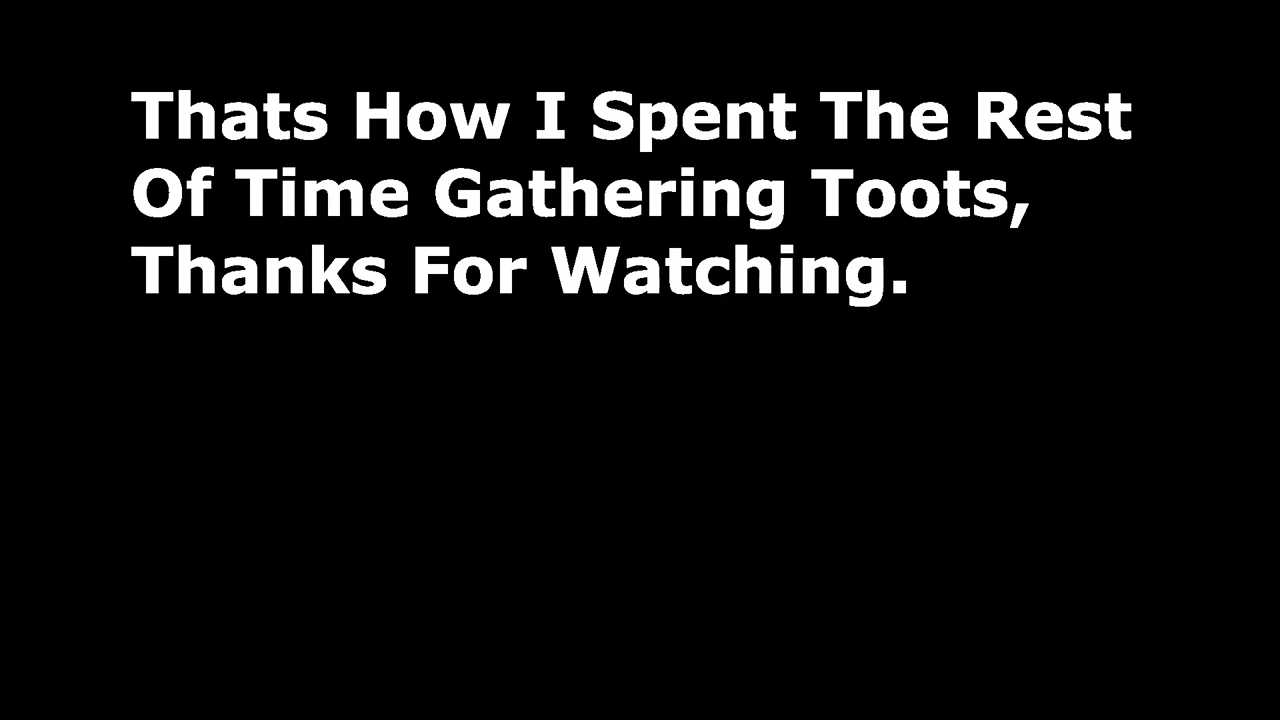 Thats How I Spent The Rest
Of Time Gathering Toots,
Thanks For Watching.